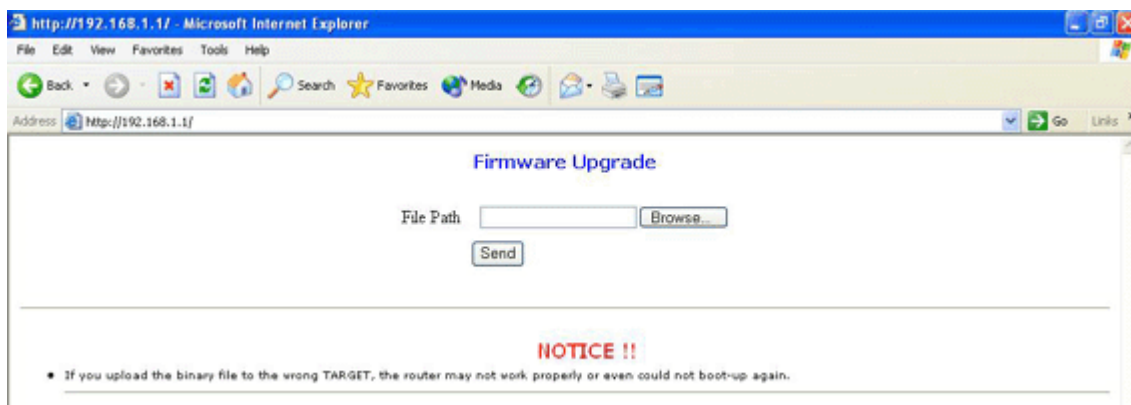 http://192.168.1.1/ - Microsoft Internet Explorer
File Edit View Favorites Tools Help
Back Search Favorites Media
Address http://192.168.1.1/ Go Links
Firmware Upgrade
File Path Browse...
Send
NOTICE !!
If you upload the binary file to the wrong TARGET, the router may not work properly or even could not boot-up again.